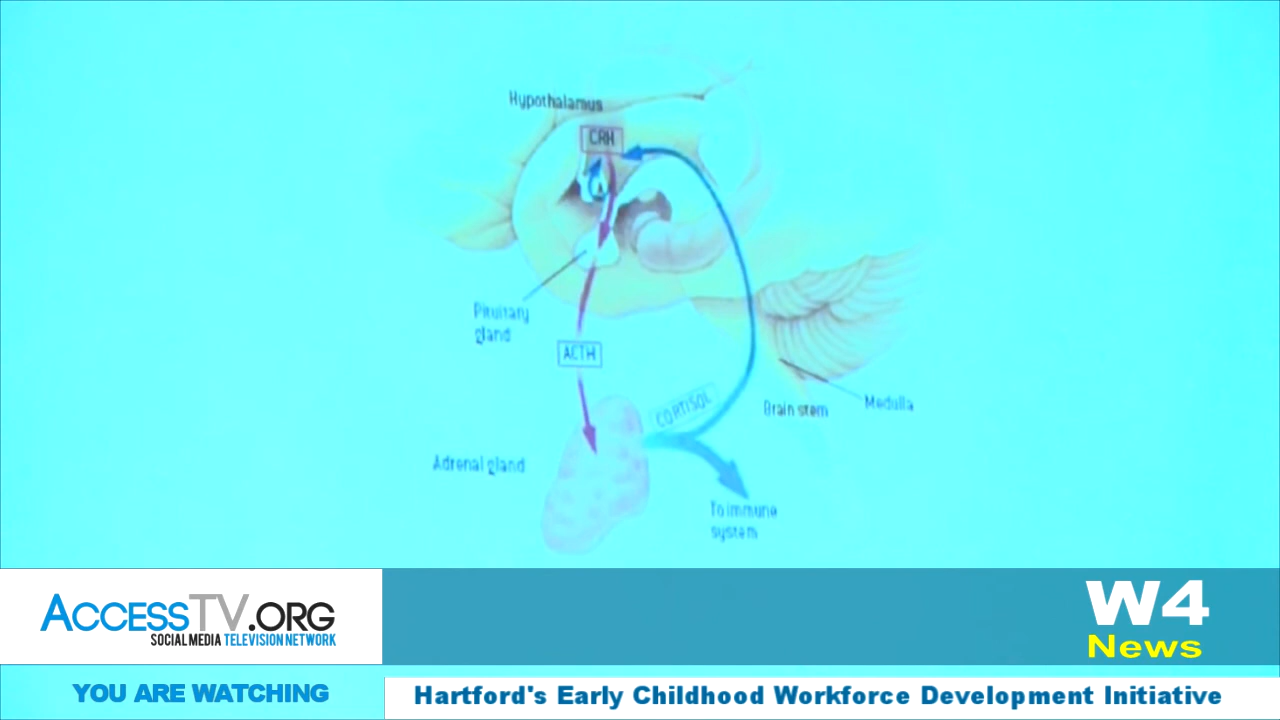 Hypothalamus
CRH
Pituitary
gland
ACTH
CORTISOL
Brain stem
Medulla
Adrenal gland
To immune
system
ACCESSTV.ORG
SOCIAL MEDIA TELEVISION NETWORK
W4
News
YOU ARE WATCHING
Hartford's Early Childhood Workforce Development Initiative